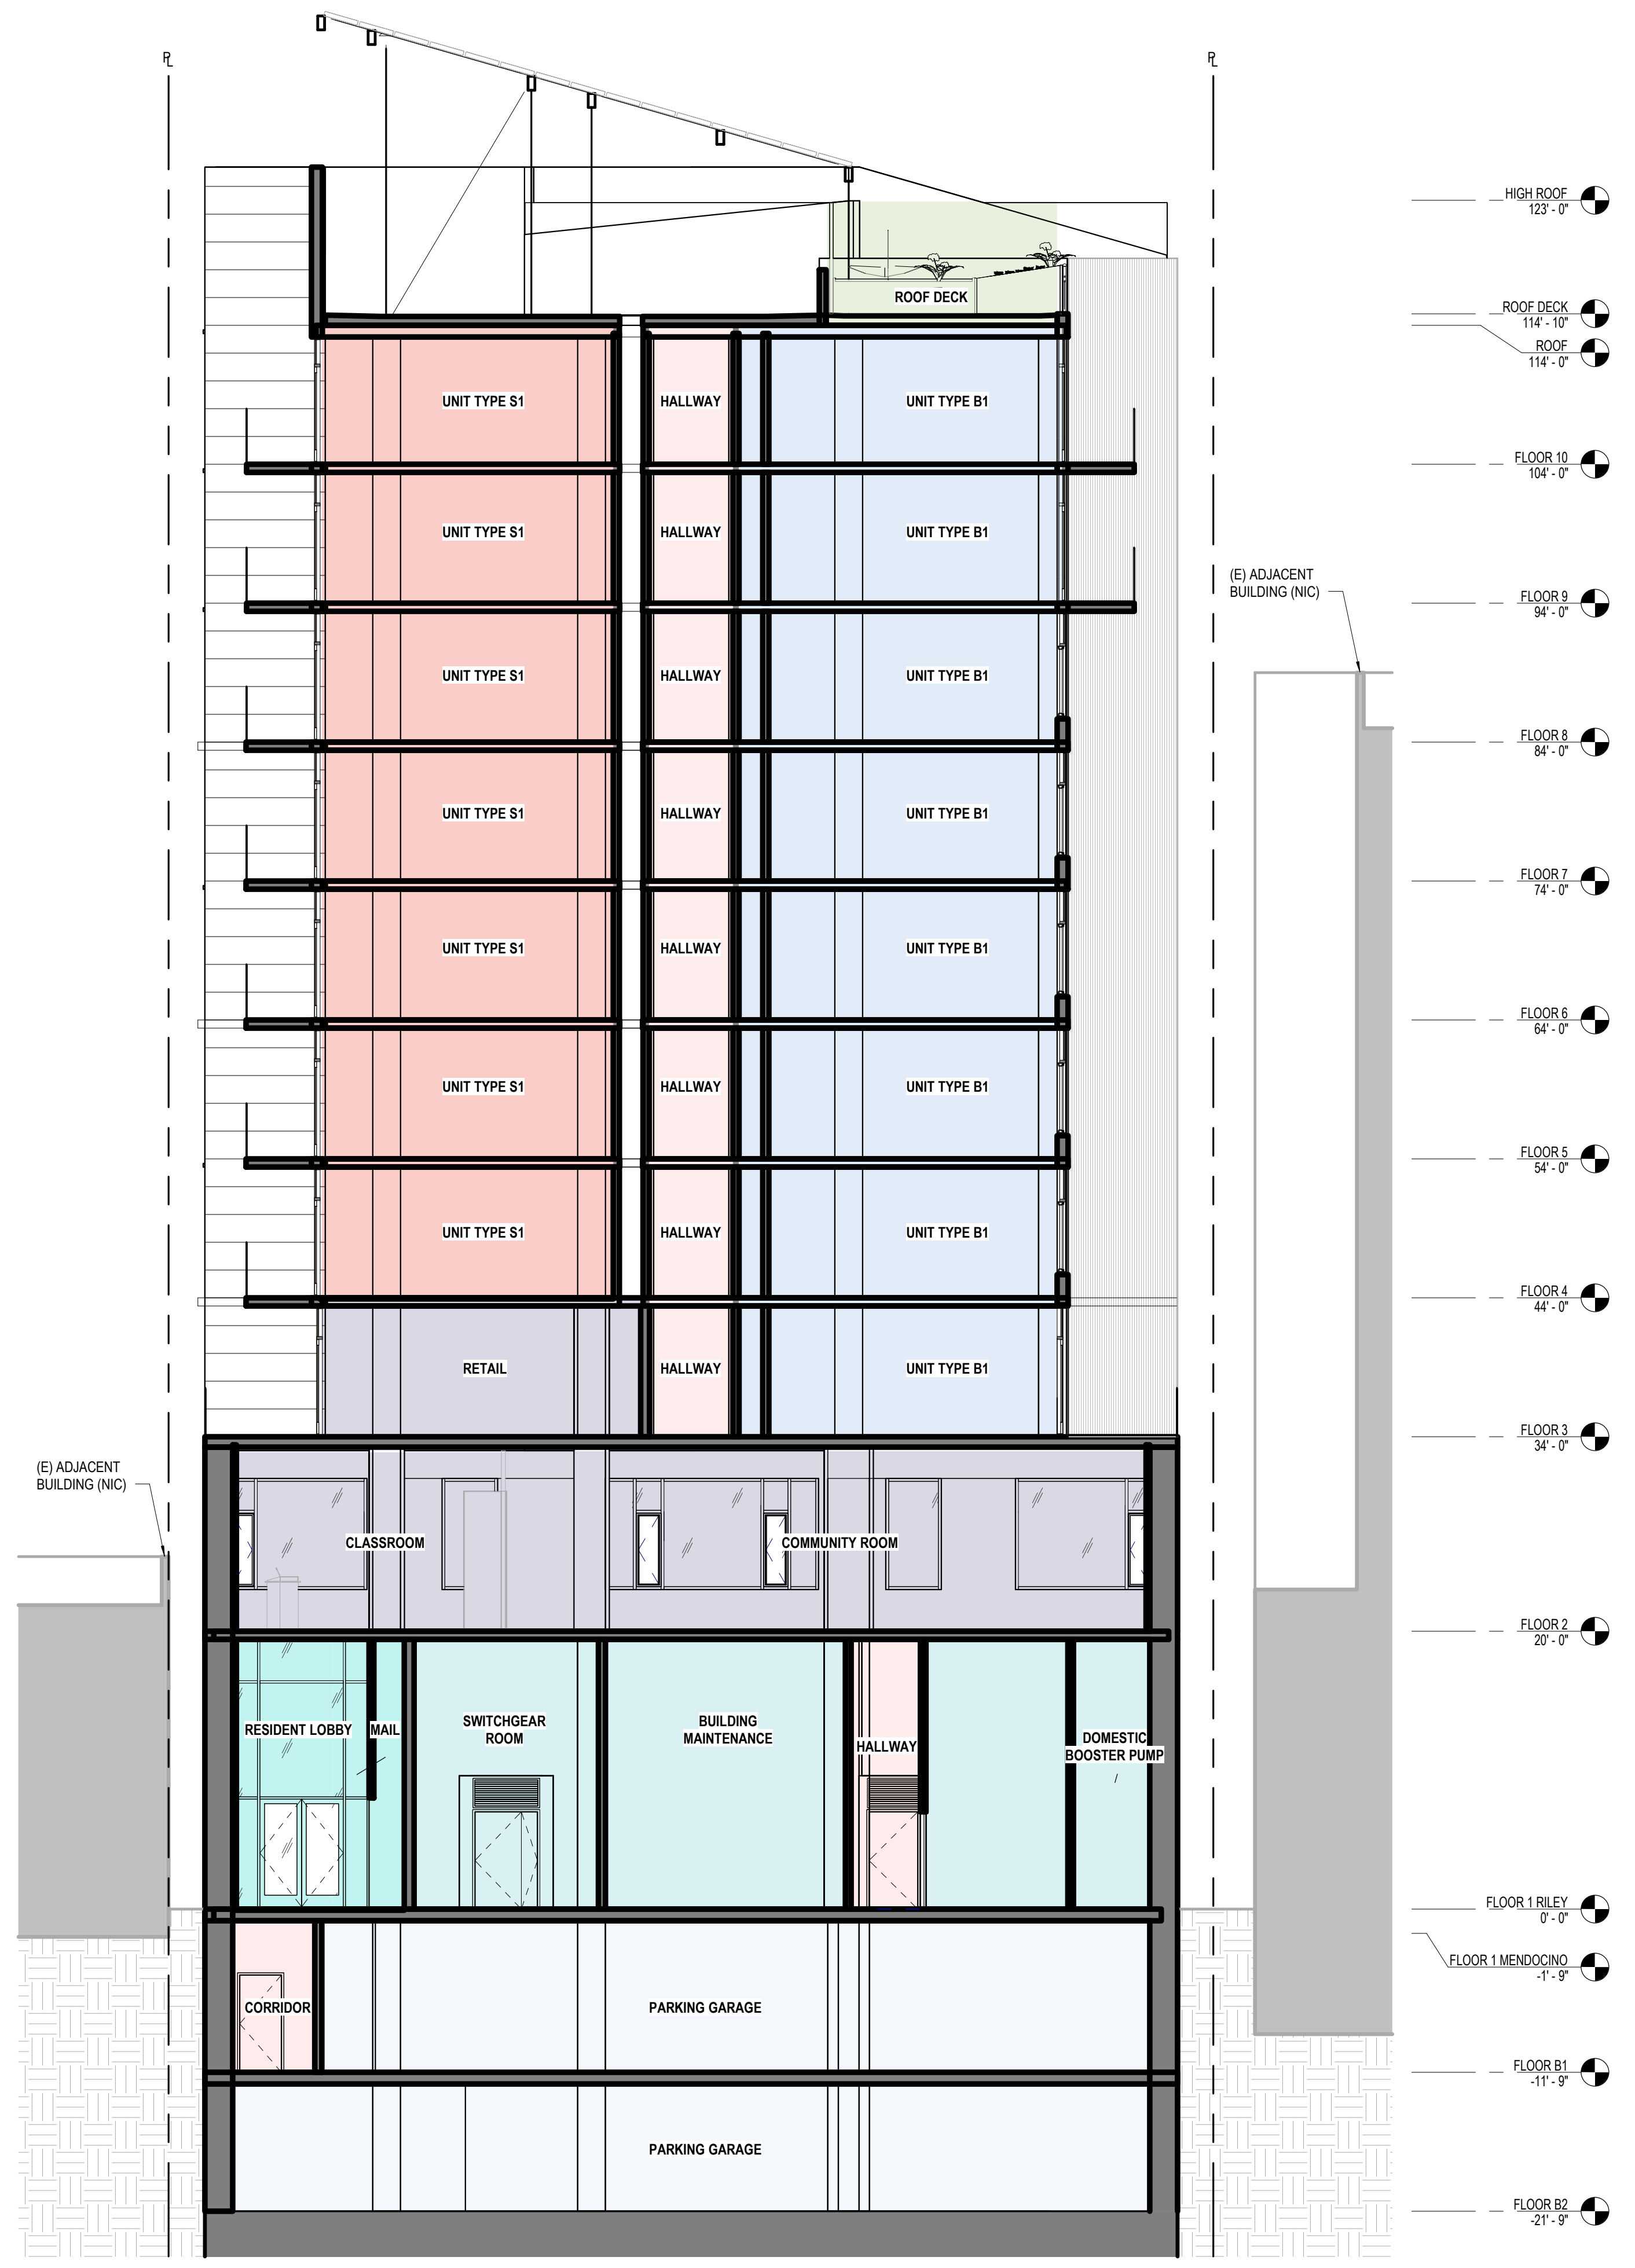 PL
PL
HIGH ROOF
123' - 0"
ROOF DECK
ROOF DECK
114' - 10"
ROOF
114' - 0"
UNIT TYPE S1
HALLWAY
UNIT TYPE B1
FLOOR 10
104' - 0"
UNIT TYPE S1
HALLWAY
UNIT TYPE B1
(E) ADJACENT
BUILDING (NIC)
FLOOR 9
94' - 0"
UNIT TYPE S1
HALLWAY
UNIT TYPE B1
FLOOR 8
84' - 0"
UNIT TYPE S1
HALLWAY
UNIT TYPE B1
FLOOR 7
74' - 0"
UNIT TYPE S1
HALLWAY
UNIT TYPE B1
FLOOR 6
64' - 0"
UNIT TYPE S1
HALLWAY
UNIT TYPE B1
FLOOR 5
54' - 0"
UNIT TYPE S1
HALLWAY
UNIT TYPE B1
FLOOR 4
44' - 0"
RETAIL
HALLWAY
UNIT TYPE B1
FLOOR 3
34' - 0"
(E) ADJACENT
BUILDING (NIC)
CLASSROOM
COMMUNITY ROOM
FLOOR 2
20' - 0"
RESIDENT LOBBY
MAIL
SWITCHGEAR
ROOM
BUILDING
MAINTENANCE
HALLWAY
DOMESTIC
BOOSTER PUMP
FLOOR 1 RILEY
0' - 0"
FLOOR 1 MENDOCINO
-1' - 9"
CORRIDOR
PARKING GARAGE
FLOOR B1
-11' - 9"
PARKING GARAGE
FLOOR B2
-21' - 9"